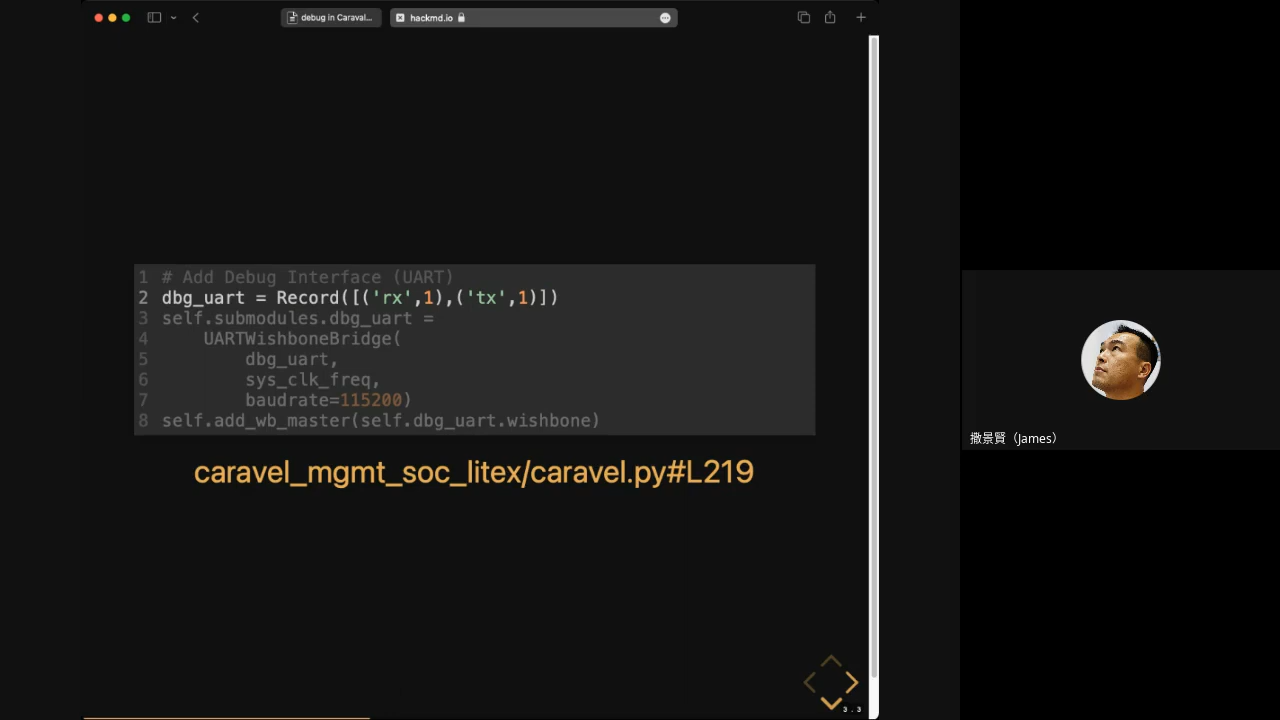 debug in Caraval...
hackmd.io
1 # Add Debug Interface (UART)
2 dbg_uart = Record([('rx',1),('tx',1)])
3 self.submodules.dbg_uart =
4 UARTWishboneBridge(
5 dbg_uart,
6 sys_clk_freq,
7 baudrate=115200)
8 self.add_wb_master(self.dbg_uart.wishbone)
caravel_mgmt_soc_litex/caravel.py#L219
3.3
撒景賢（James）